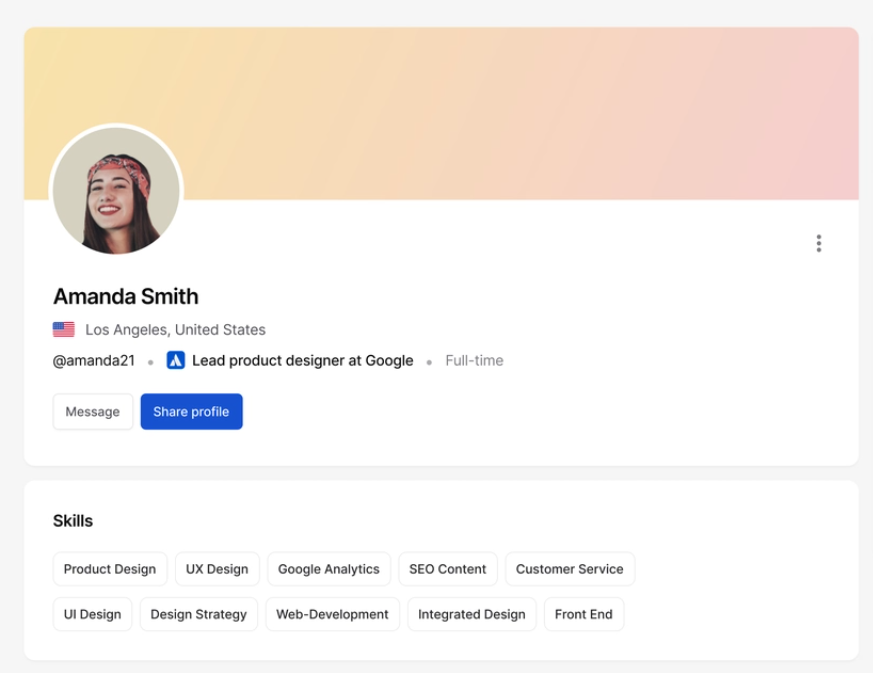 Amanda Smith
Los Angeles, United States
@amanda21 • Lead product designer at Google • Full-time
Message Share profile
Skills
Product Design UX Design Google Analytics SEO Content Customer Service
UI Design Design Strategy Web-Development Integrated Design Front End